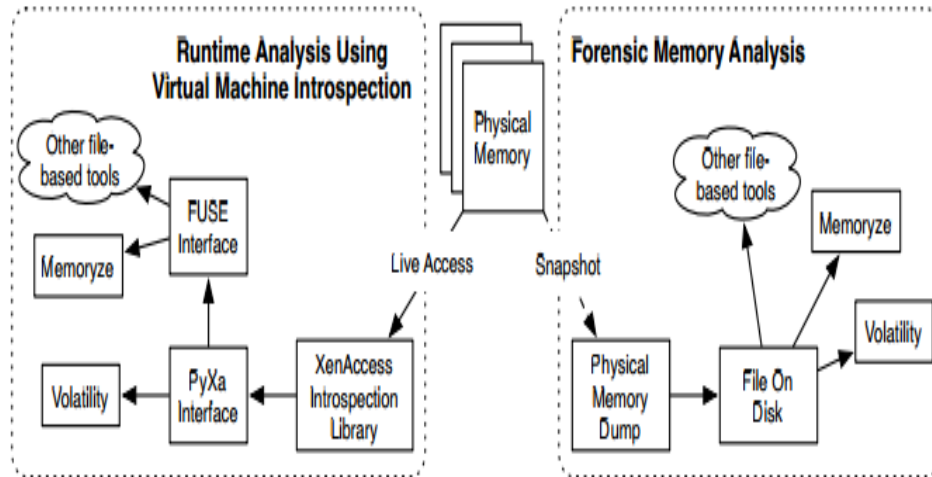 Runtime Analysis Using
Virtual Machine Introspection
Other file-
based tools
FUSE
Interface
Memoryze
Volatility
PyXa
Interface
XenAccess
Introspection
Library
Physical
Memory
Live Access
Snapshot
Forensic Memory Analysis
Other file-
based tools
Memoryze
Volatility
Physical
Memory
Dump
File On
Disk